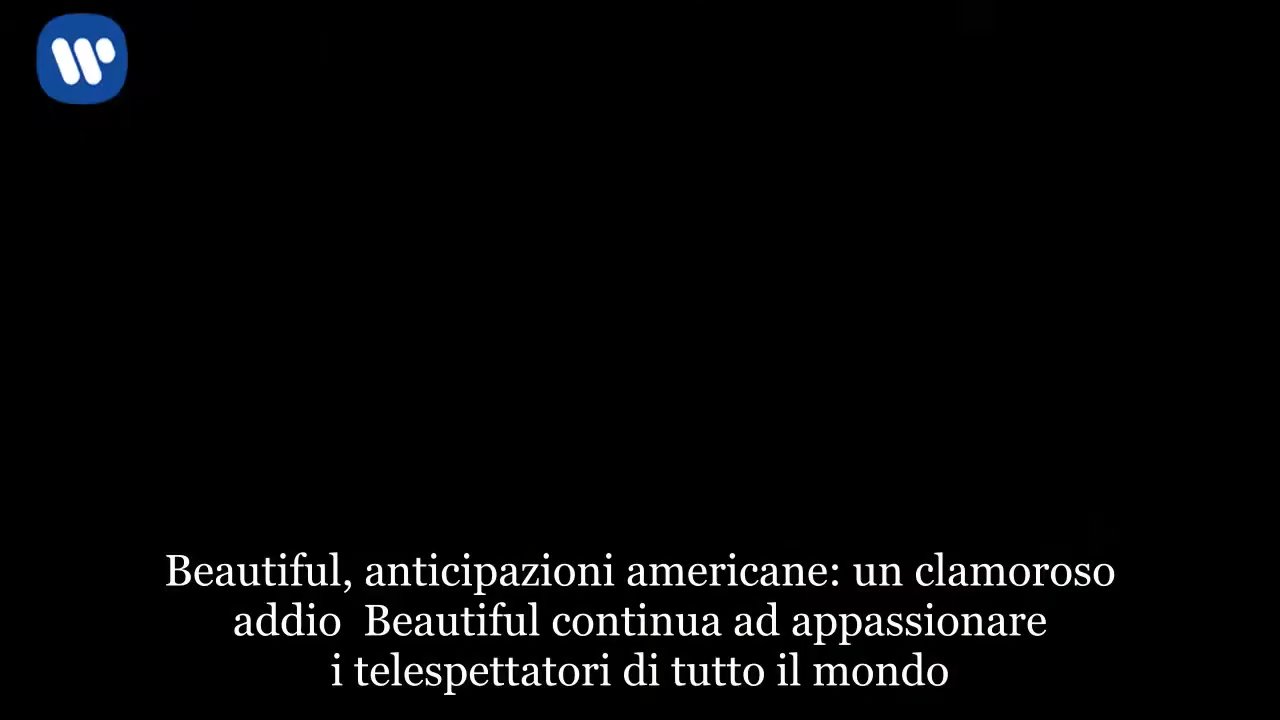 Beautiful, anticipazioni americane: un clamoroso
addio  Beautiful continua ad appassionare
i telespettatori di tutto il mondo